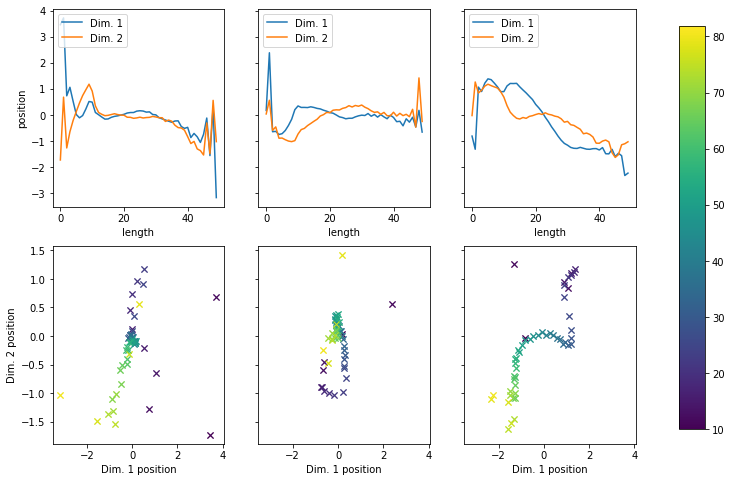 Dim. 1
Dim. 2
Dim. 1
Dim. 2
Dim. 1
Dim. 2
position
4
3
2
1
0
−1
−2
−3
0 20 40
0 20 40
0 20 40
length
length
length
Dim. 2 position
1.5
1.0
0.5
0.0
−0.5
−1.0
−1.5
−2 0 2 4
−2 0 2 4
−2 0 2 4
Dim. 1 position
Dim. 1 position
Dim. 1 position
80
70
60
50
40
30
20
10